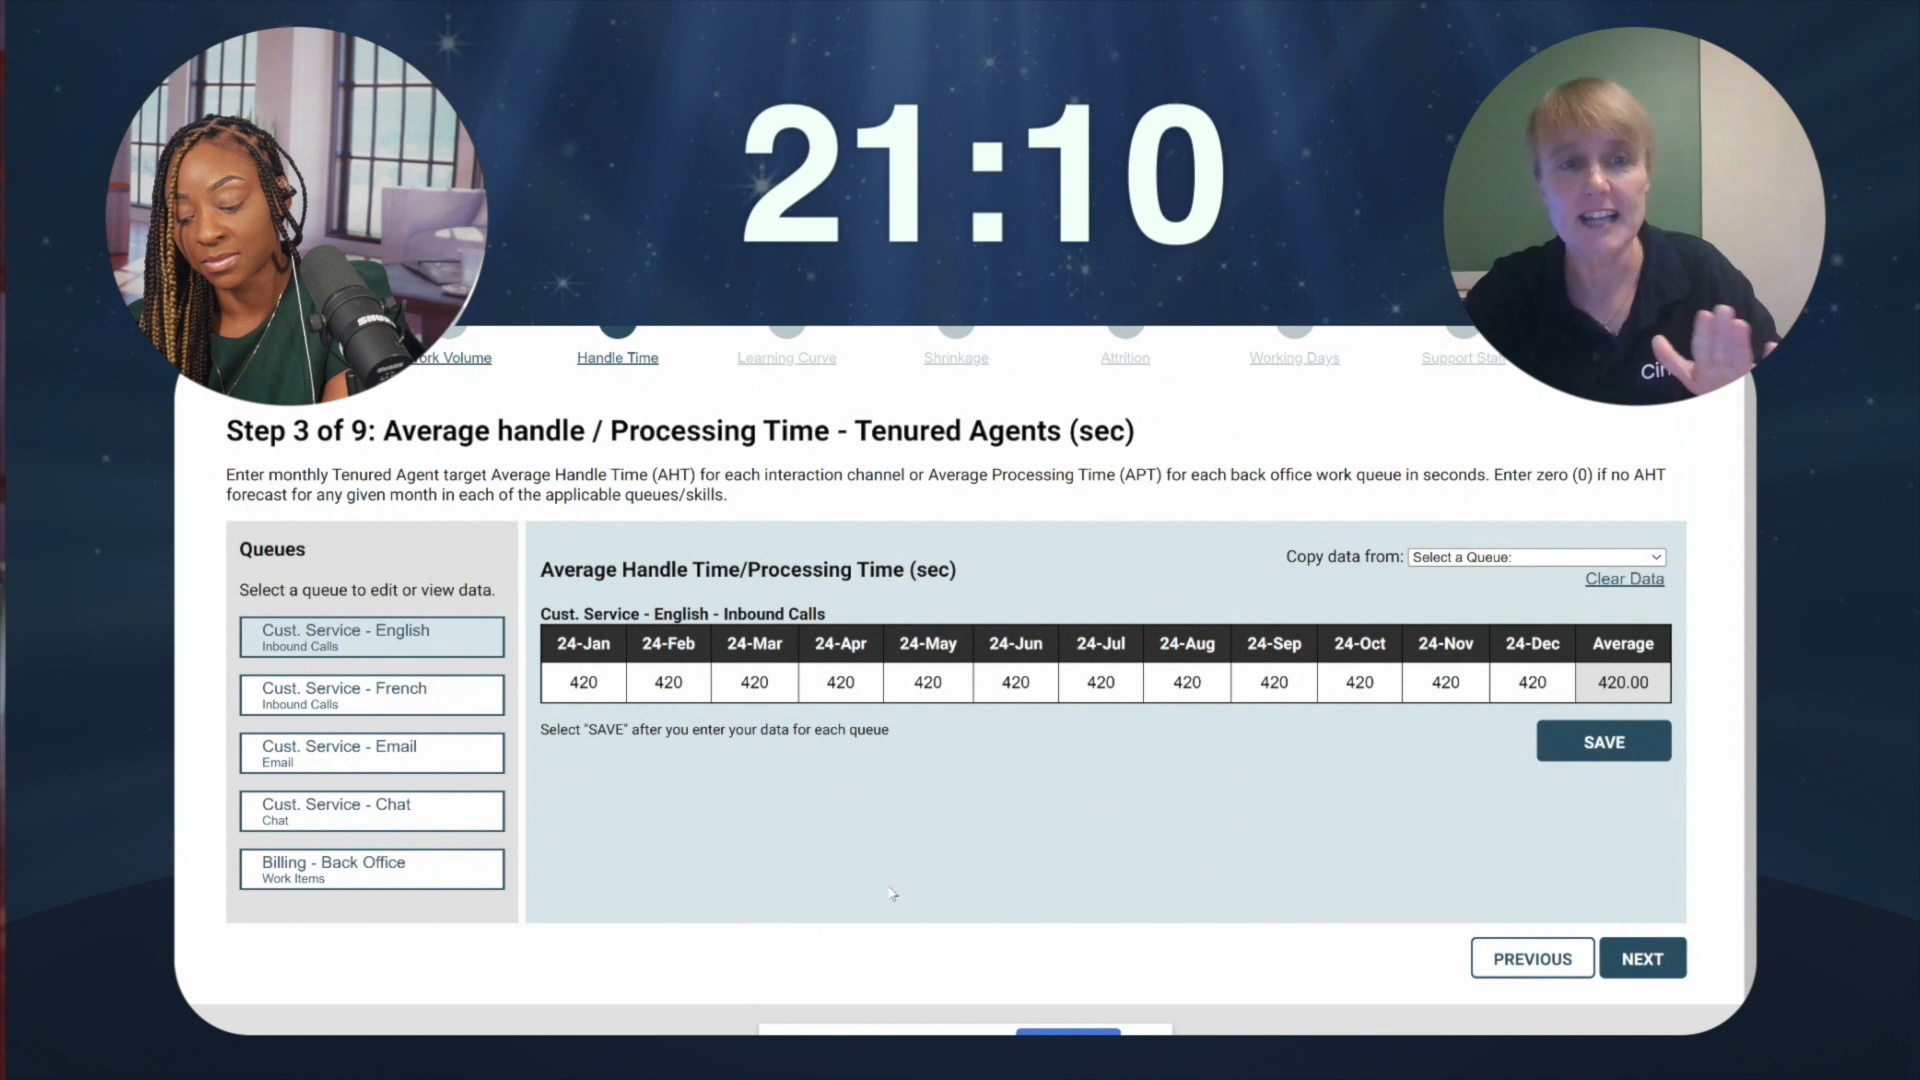 21:10
ork Volume
Handle Time
Learning Curve
Shrinkage
Attrition
Working Days
Support Staf
Step 3 of 9: Average handle / Processing Time - Tenured Agents (sec)
Enter monthly Tenured Agent target Average Handle Time (AHT) for each interaction channel or Average Processing Time (APT) for each back office work queue in seconds. Enter zero (0) if no AHT
forecast for any given month in each of the applicable queues/skills.
Queues
Select a queue to edit or view data.
Cust. Service - English
Inbound Calls
Cust. Service - French
Inbound Calls
Cust. Service - Email
Email
Cust. Service - Chat
Chat
Billing - Back Office
Work Items
Copy data from: Select a Queue:
Clear Data
Average Handle Time/Processing Time (sec)
Cust. Service - English - Inbound Calls
24-Jan 24-Feb 24-Mar 24-Apr 24-May 24-Jun 24-Jul 24-Aug 24-Sep 24-Oct 24-Nov 24-Dec Average
420 420 420 420 420 420 420 420 420 420 420 420 420.00
Select "SAVE" after you enter your data for each queue
SAVE
PREVIOUS
NEXT